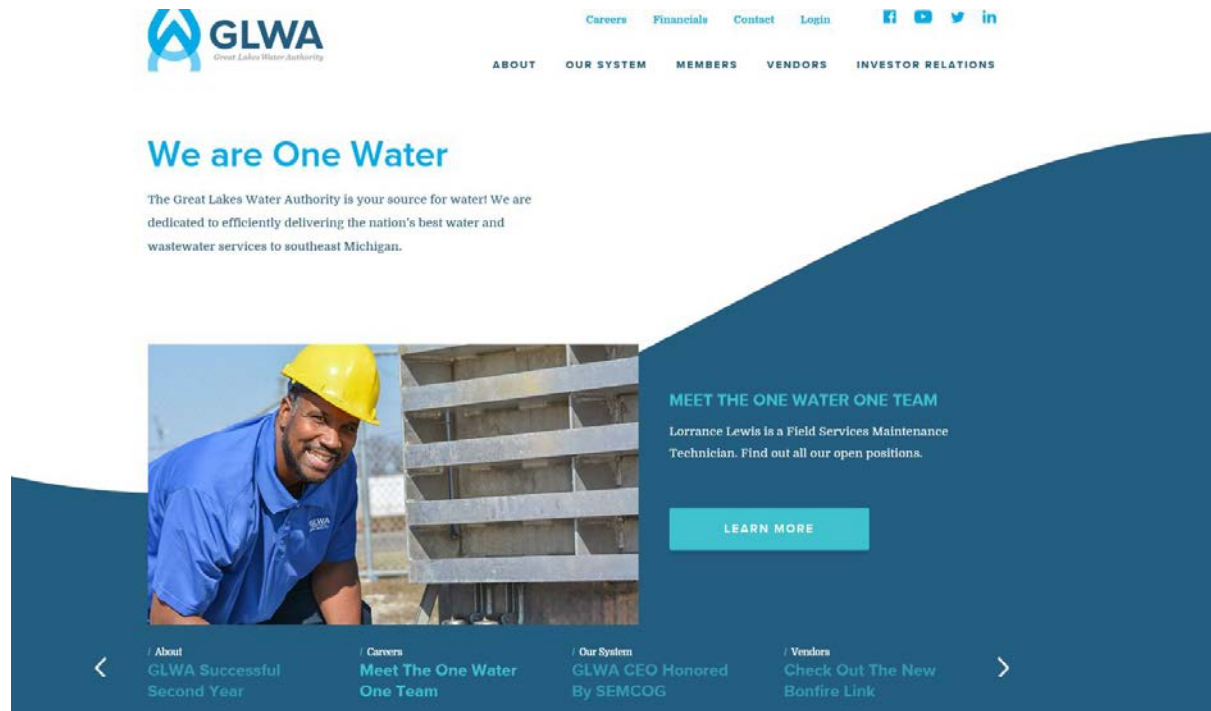 GLWA
Great Lakes Water Authority
Careers Financials Contact Login
ABOUT OUR SYSTEM MEMBERS VENDORS INVESTOR RELATIONS
We are One Water
The Great Lakes Water Authority is your source for water! We are
dedicated to efficiently delivering the nation's best water and
wastewater services to southeast Michigan.
GLWA
MEET THE ONE WATER ONE TEAM
Lorrance Lewis is a Field Services Maintenance
Technician. Find out all our open positions.
LEARN MORE
/ About
GLWA Successful
Second Year
/ Careers
Meet The One Water
One Team
/ Our System
GLWA CEO Honored
By SEMCOG
/ Vendors
Check Out The New
Bonfire Link